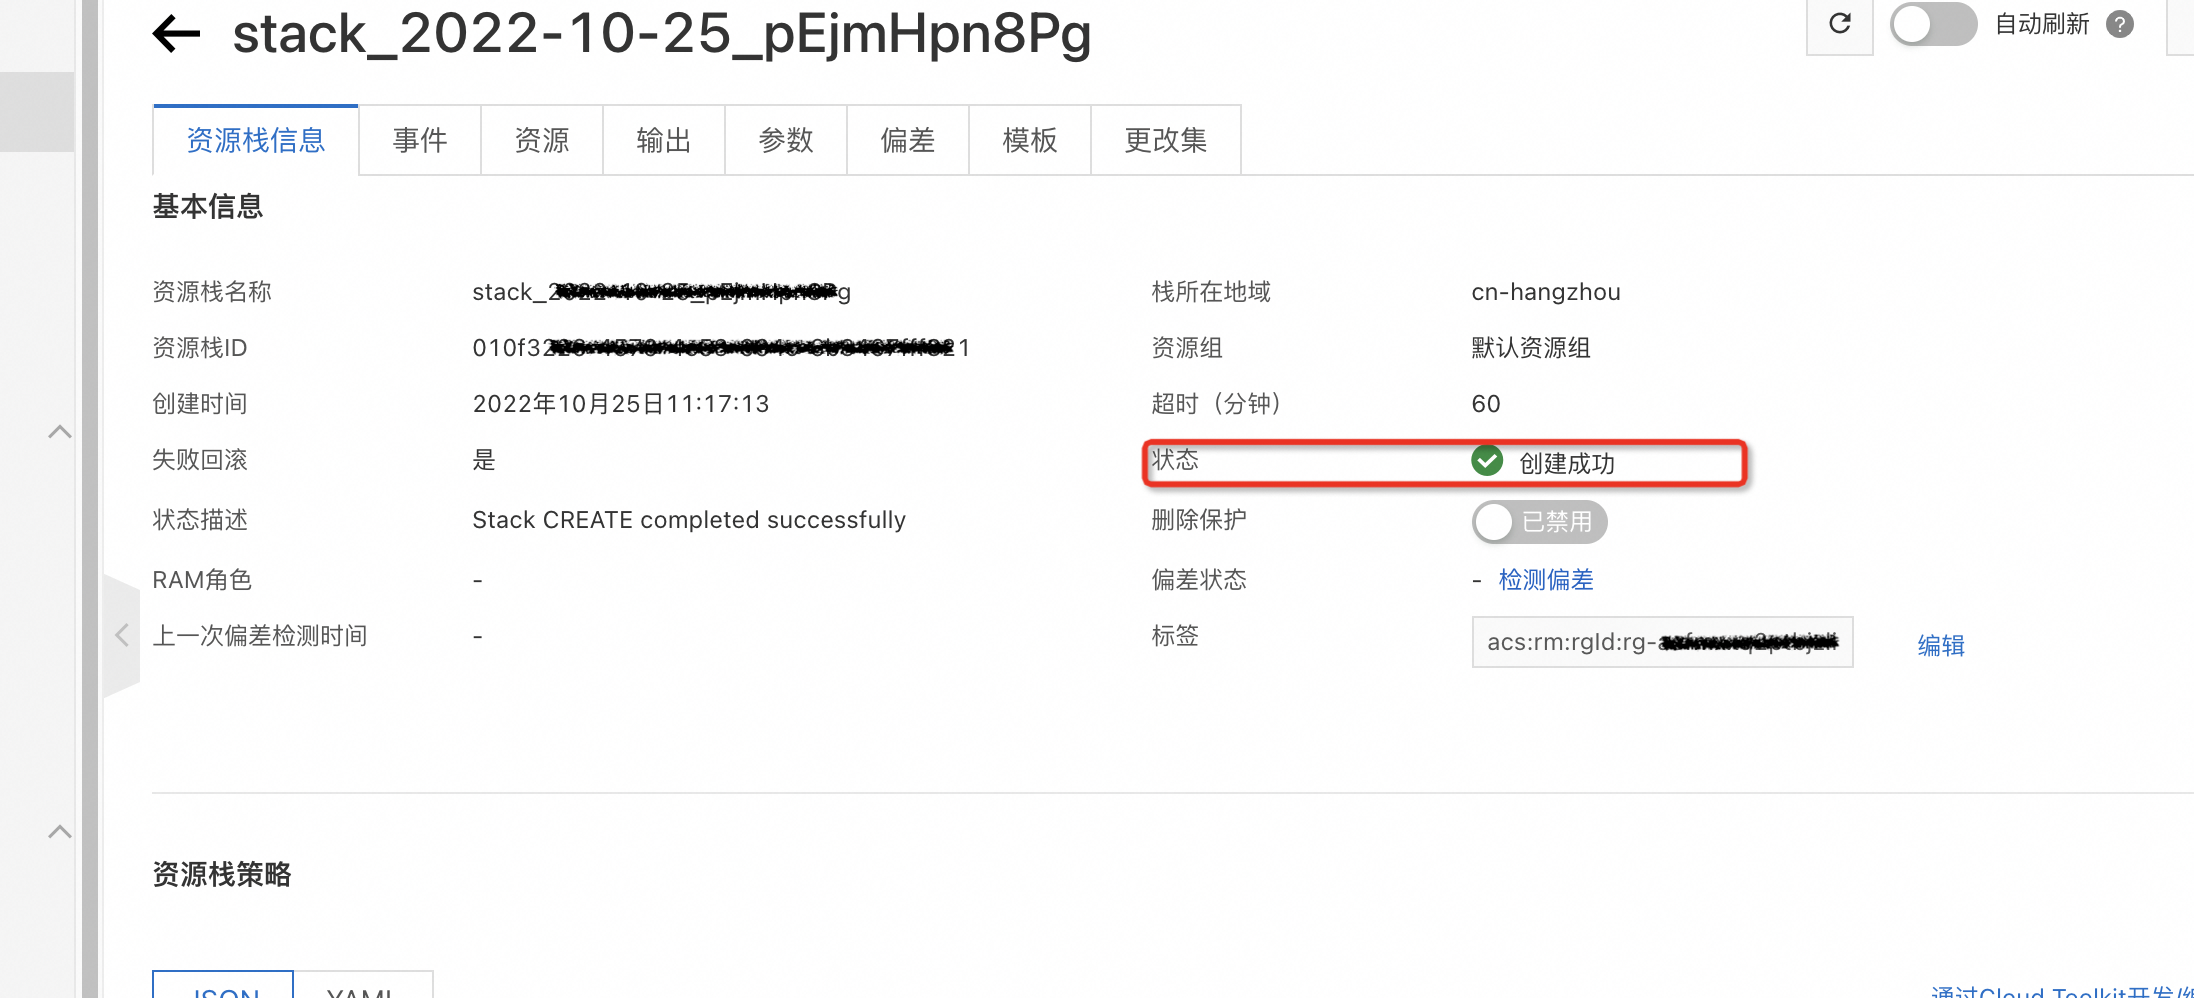 stack_2022-10-25_pEjmHpn8Pg
自动刷新 ?
资源栈信息 事件 资源 输出 参数 偏差 模板 更改集
基本信息
资源栈名称
栈所在地域 cn-hangzhou
资源栈ID
资源组 默认资源组
创建时间 2022年10月25日11:17:13
超时（分钟） 60
失败回滚 是
状态 创建成功
状态描述 Stack CREATE completed successfully
删除保护 已禁用
RAM角色 -
偏差状态 - 检测偏差
上一次偏差检测时间 -
标签 acs:rm:rgId:rg-
编辑
资源栈策略
JSON YAML
通过Cloud Toolkit开发